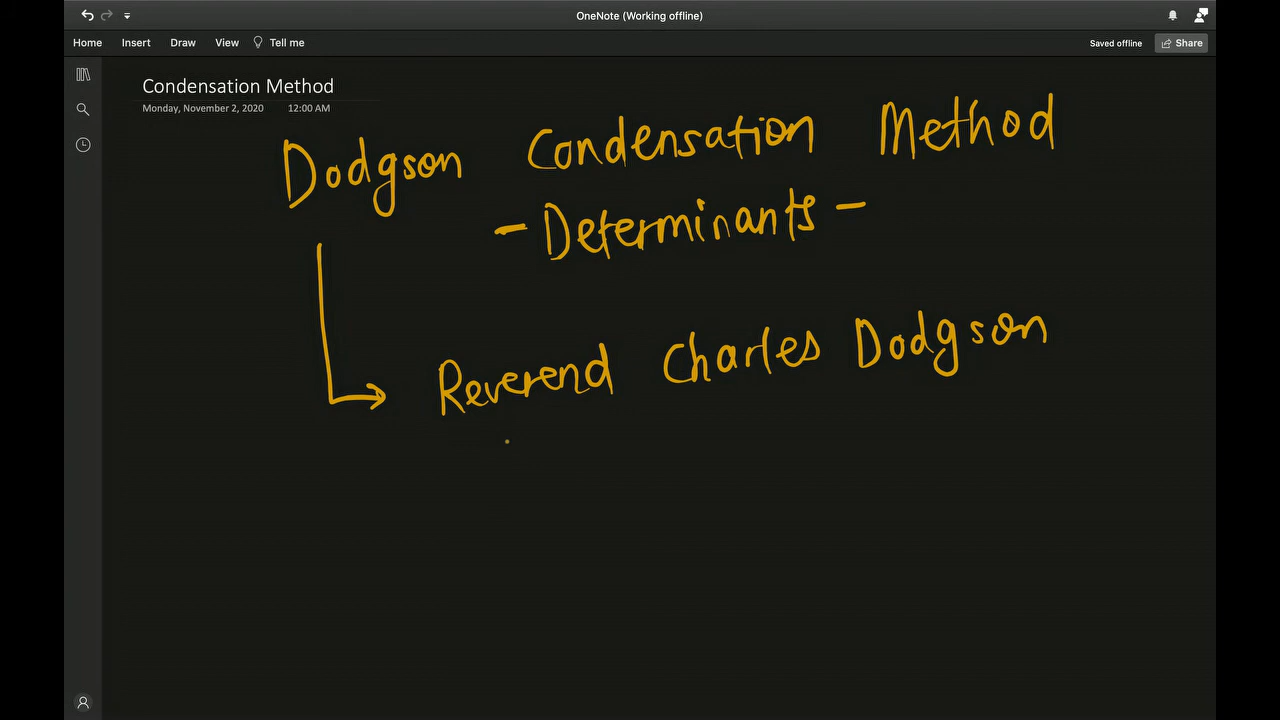 OneNote (Working offline)
Home Insert Draw View Tell me
Saved offline Share
Condensation Method
Monday, November 2, 2020 12:00 AM
Dodgson Condensation Method
- Determinants -
Reverend Charles Dodgson